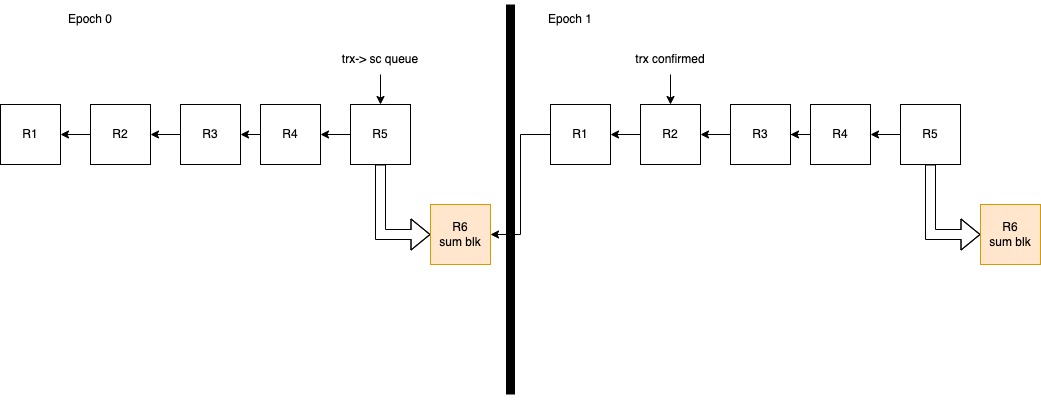 Epoch 0
Epoch 1
trx-> sc queue
trx confirmed
R1
R2
R3
R4
R5
R1
R2
R3
R4
R5
R6
sum blk
R6
sum blk